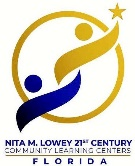 NITA M. LOWEY 21ST CENTURY
COMMUNITY LEARNING CENTERS
FLORIDA